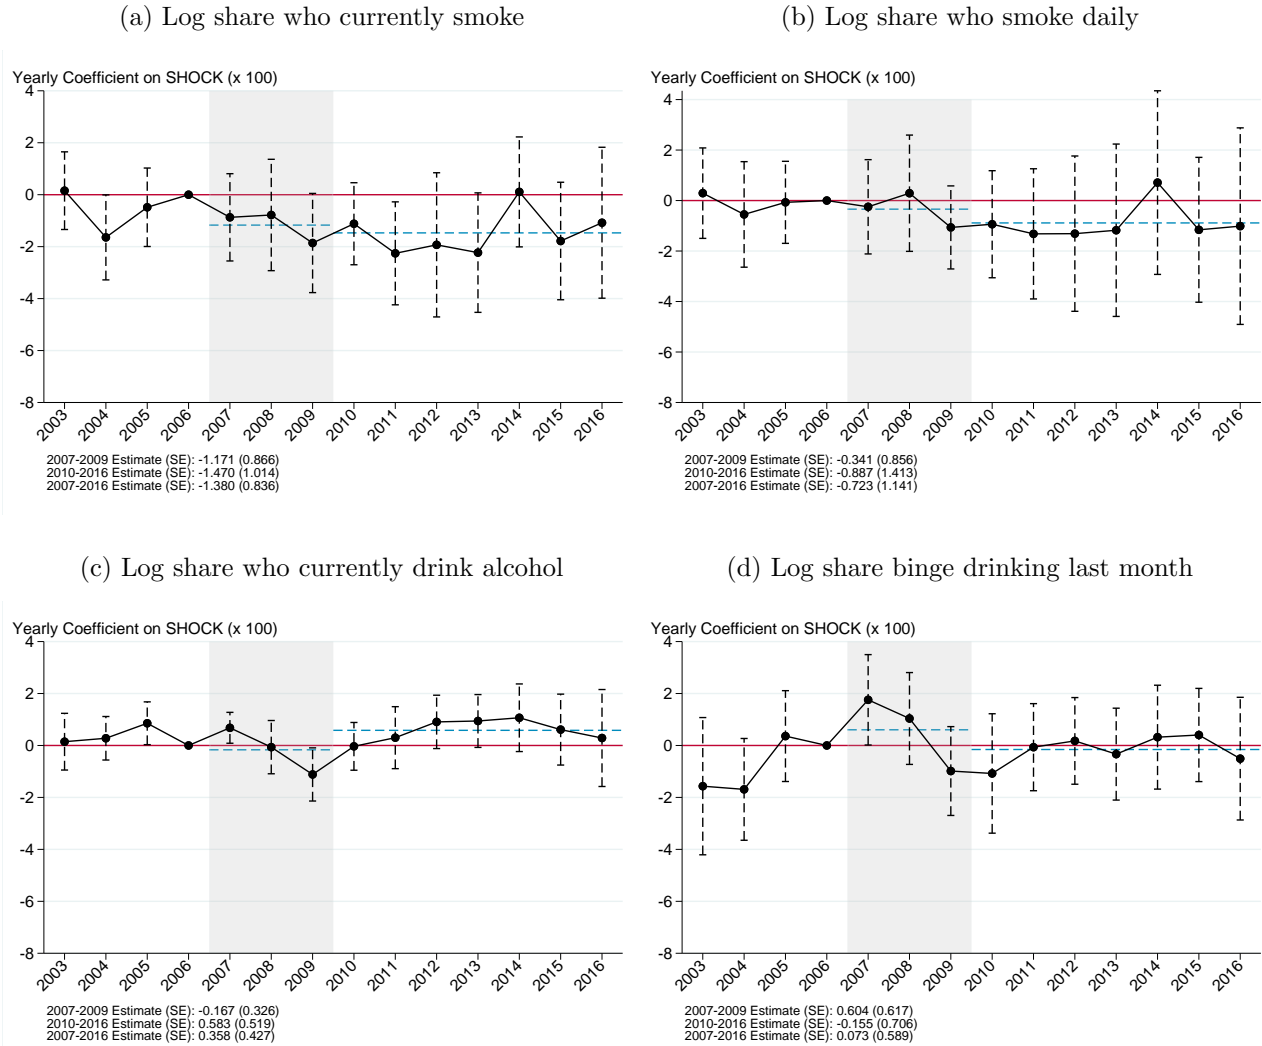 (a) Log share who currently smoke
Yearly Coefficient on SHOCK (x 100)
4
2
0
-2
-4
-6
-8
2003 2004 2005 2006 2007 2008 2009 2010 2011 2012 2013 2014 2015 2016
2007-2009 Estimate (SE): -1.171 (0.866)
2010-2016 Estimate (SE): -1.470 (1.014)
2007-2016 Estimate (SE): -1.380 (0.836)
(b) Log share who smoke daily
Yearly Coefficient on SHOCK (x 100)
4
2
0
-2
-4
-6
-8
2003 2004 2005 2006 2007 2008 2009 2010 2011 2012 2013 2014 2015 2016
2007-2009 Estimate (SE): -0.341 (0.856)
2010-2016 Estimate (SE): -0.887 (1.413)
2007-2016 Estimate (SE): -0.723 (1.141)
(c) Log share who currently drink alcohol
Yearly Coefficient on SHOCK (x 100)
4
2
0
-2
-4
-6
-8
2003 2004 2005 2006 2007 2008 2009 2010 2011 2012 2013 2014 2015 2016
2007-2009 Estimate (SE): -0.167 (0.326)
2010-2016 Estimate (SE): 0.583 (0.519)
2007-2016 Estimate (SE): 0.358 (0.427)
(d) Log share binge drinking last month
Yearly Coefficient on SHOCK (x 100)
4
2
0
-2
-4
-6
-8
2003 2004 2005 2006 2007 2008 2009 2010 2011 2012 2013 2014 2015 2016
2007-2009 Estimate (SE): 0.604 (0.617)
2010-2016 Estimate (SE): -0.155 (0.706)
2007-2016 Estimate (SE): 0.073 (0.589)